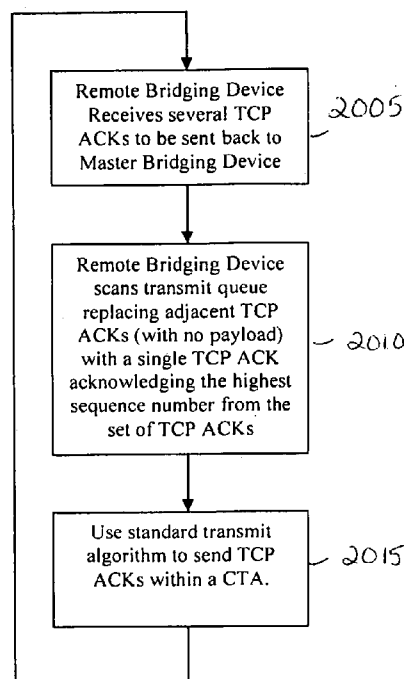 Remote Bridging Device
Receives several TCP
ACKs to be sent back to
Master Bridging Device
2005
Remote Bridging Device
scans transmit queue
replacing adjacent TCP
ACKs (with no payload)
with a single TCP ACK
acknowledging the highest
sequence number from the
set of TCP ACKs
2010
Use standard transmit
algorithm to send TCP
ACKs within a CTA.
2015